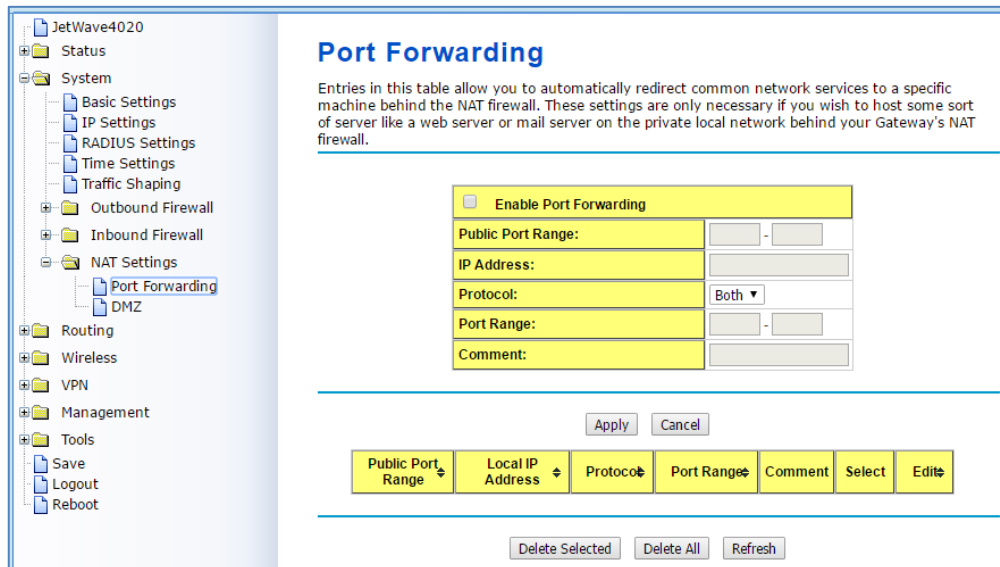 JetWave4020
Status
System
Basic Settings
IP Settings
RADIUS Settings
Time Settings
Traffic Shaping
Outbound Firewall
Inbound Firewall
NAT Settings
Port Forwarding
DMZ
Routing
Wireless
VPN
Management
Tools
Save
Logout
Reboot
Port Forwarding
Entries in this table allow you to automatically redirect common network services to a specific
machine behind the NAT firewall. These settings are only necessary if you wish to host some sort
of server like a web server or mail server on the private local network behind your Gateway's NAT
firewall.
Enable Port Forwarding
Public Port Range: -
IP Address:
Protocol: Both
Port Range: -
Comment:
Apply Cancel
Public Port Range Local IP Address Protocol Port Range Comment Select Edit
Delete Selected Delete All Refresh